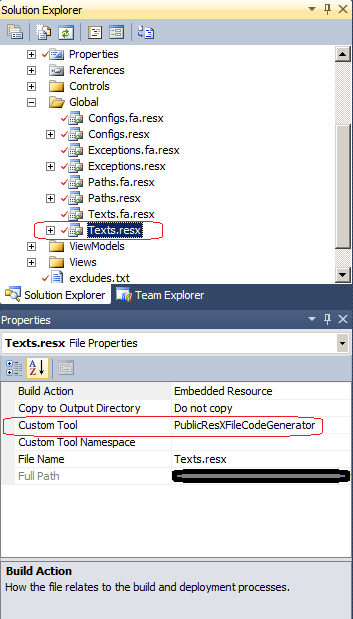 Solution Explorer
Properties
References
Controls
Global
Configs.fa.resx
Configs.resx
Exceptions.fa.resx
Exceptions.resx
Paths.fa.resx
Paths.resx
Texts.fa.resx
Texts.resx
ViewModels
Views
excludes.txt
Solution Explorer Team Explorer
Properties
Texts.resx File Properties
Build Action Embedded Resource
Copy to Output Directory Do not copy
Custom Tool PublicResXFileCodeGenerator
Custom Tool Namespace
File Name Texts.resx
Full Path
Build Action
How the file relates to the build and deployment processes.